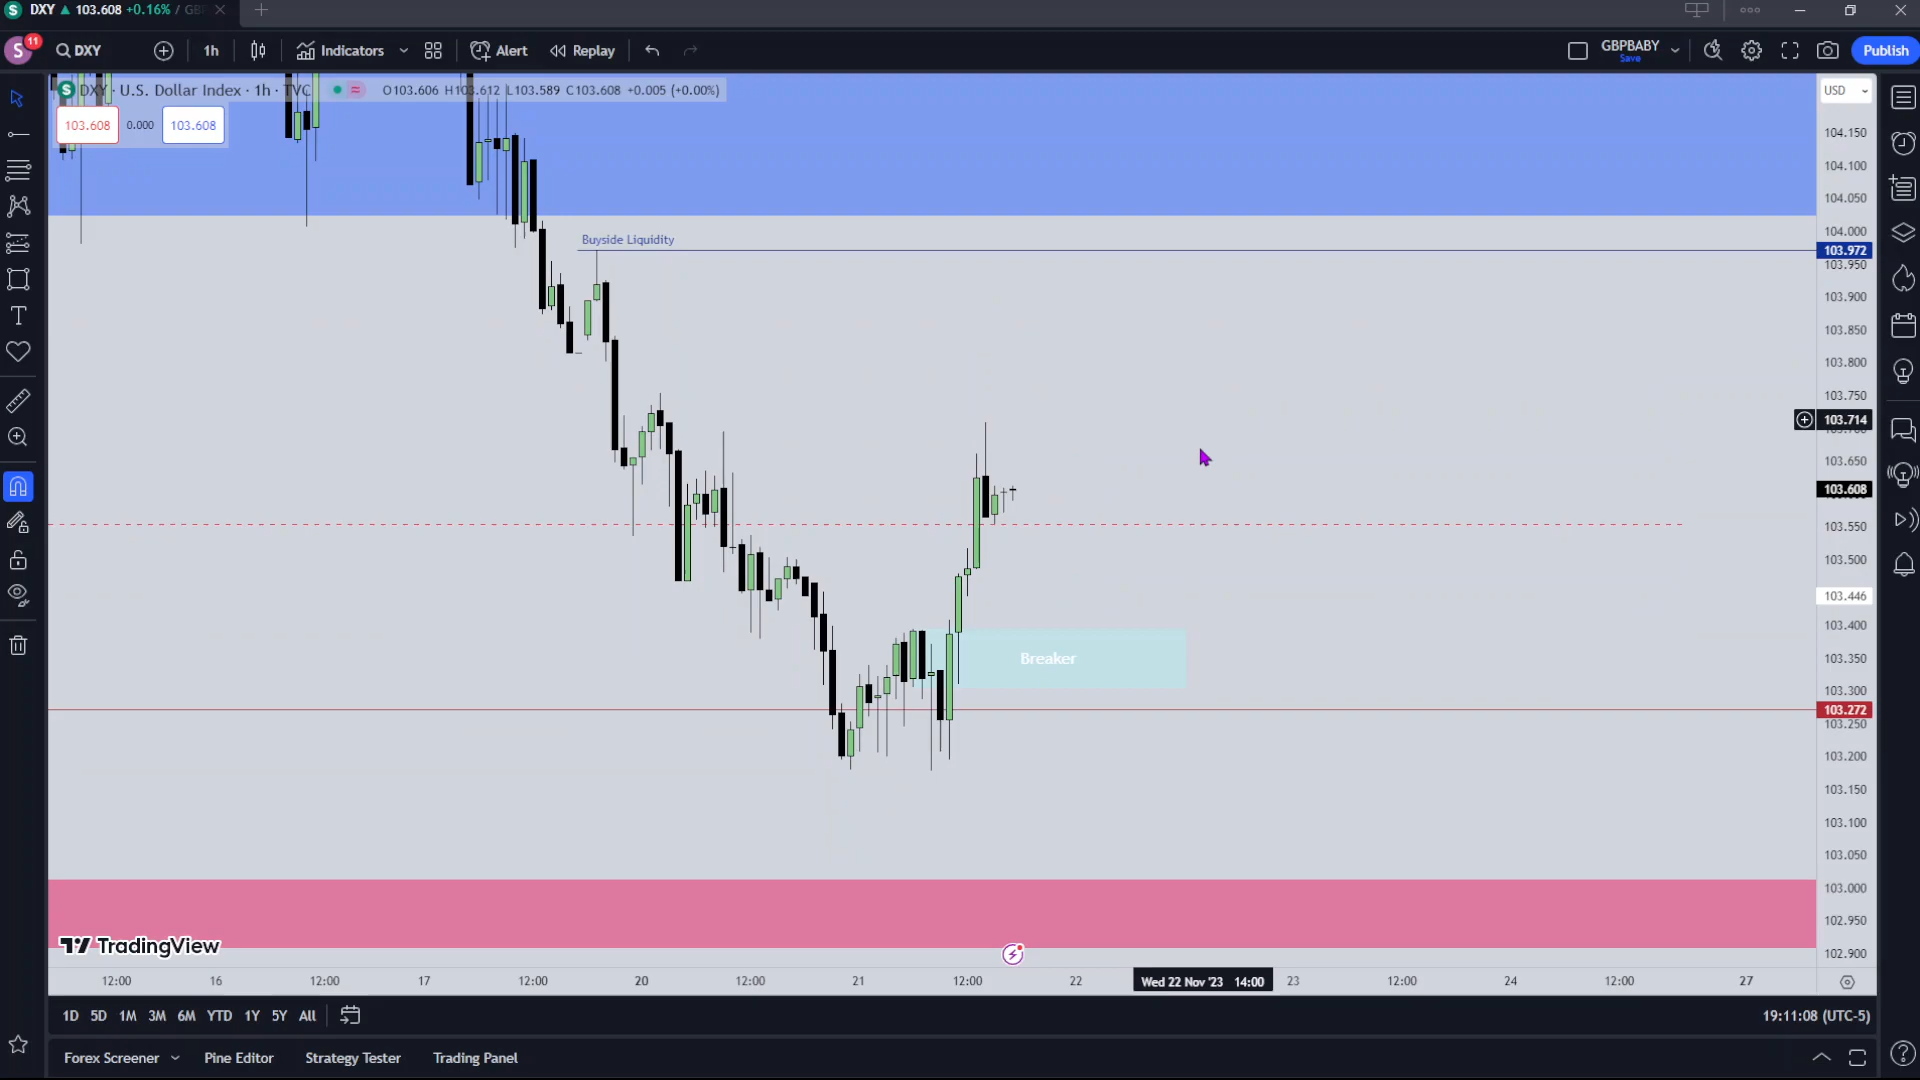 DXY ▲ 103.608 +0.16% / GB
S 11
DXY
1h
Indicators
Alert
Replay
GBPBABY
Save
Publish
DXY · U.S. Dollar Index · 1h · TVC
O103.606 H103.612 L103.589 C103.608 +0.005 (+0.00%)
USD
103.608 0.000 103.608
104.150
104.100
104.050
104.000
Buyside Liquidity
103.972
103.950
103.900
103.850
103.800
103.750
103.714
103.650
103.608
103.550
103.500
103.446
103.400
Breaker
103.350
103.300
103.272
103.250
103.200
103.150
103.100
103.050
103.000
102.950
102.900
TradingView
12:00 16 12:00 17 12:00 20 12:00 21 12:00 22 Wed 22 Nov '23 14:00 23 12:00 24 12:00 27
1D 5D 1M 3M 6M YTD 1Y 5Y All
19:11:08 (UTC-5)
Forex Screener Pine Editor Strategy Tester Trading Panel